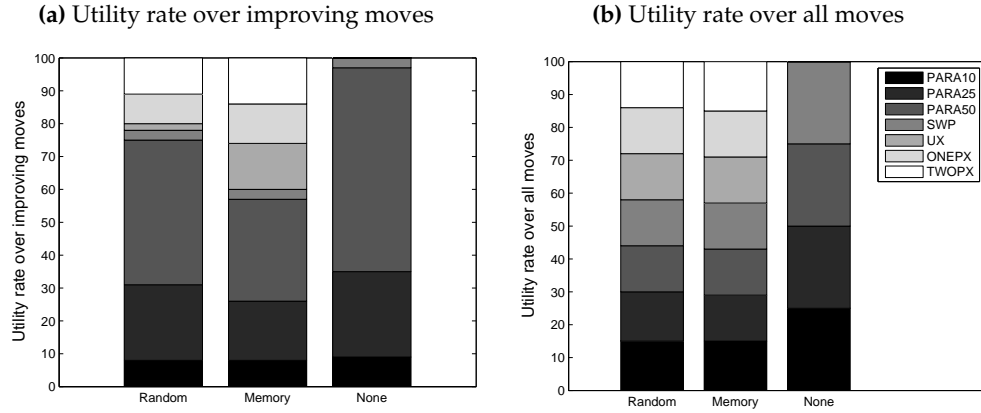 (a) Utility rate over improving moves
Utility rate over improving moves
100
90
80
70
60
50
40
30
20
10
0
Random Memory None
(b) Utility rate over all moves
Utility rate over all moves
100
90
80
70
60
50
40
30
20
10
0
Random Memory None
PARA10
PARA25
PARA50
SWP
UX
ONEPX
TWOPX